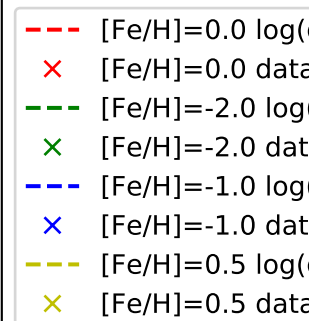 [Fe/H]=0.0 log(
[Fe/H]=0.0 data
[Fe/H]=-2.0 log
[Fe/H]=-2.0 dat
[Fe/H]=-1.0 log
[Fe/H]=-1.0 dat
[Fe/H]=0.5 log(
[Fe/H]=0.5 data